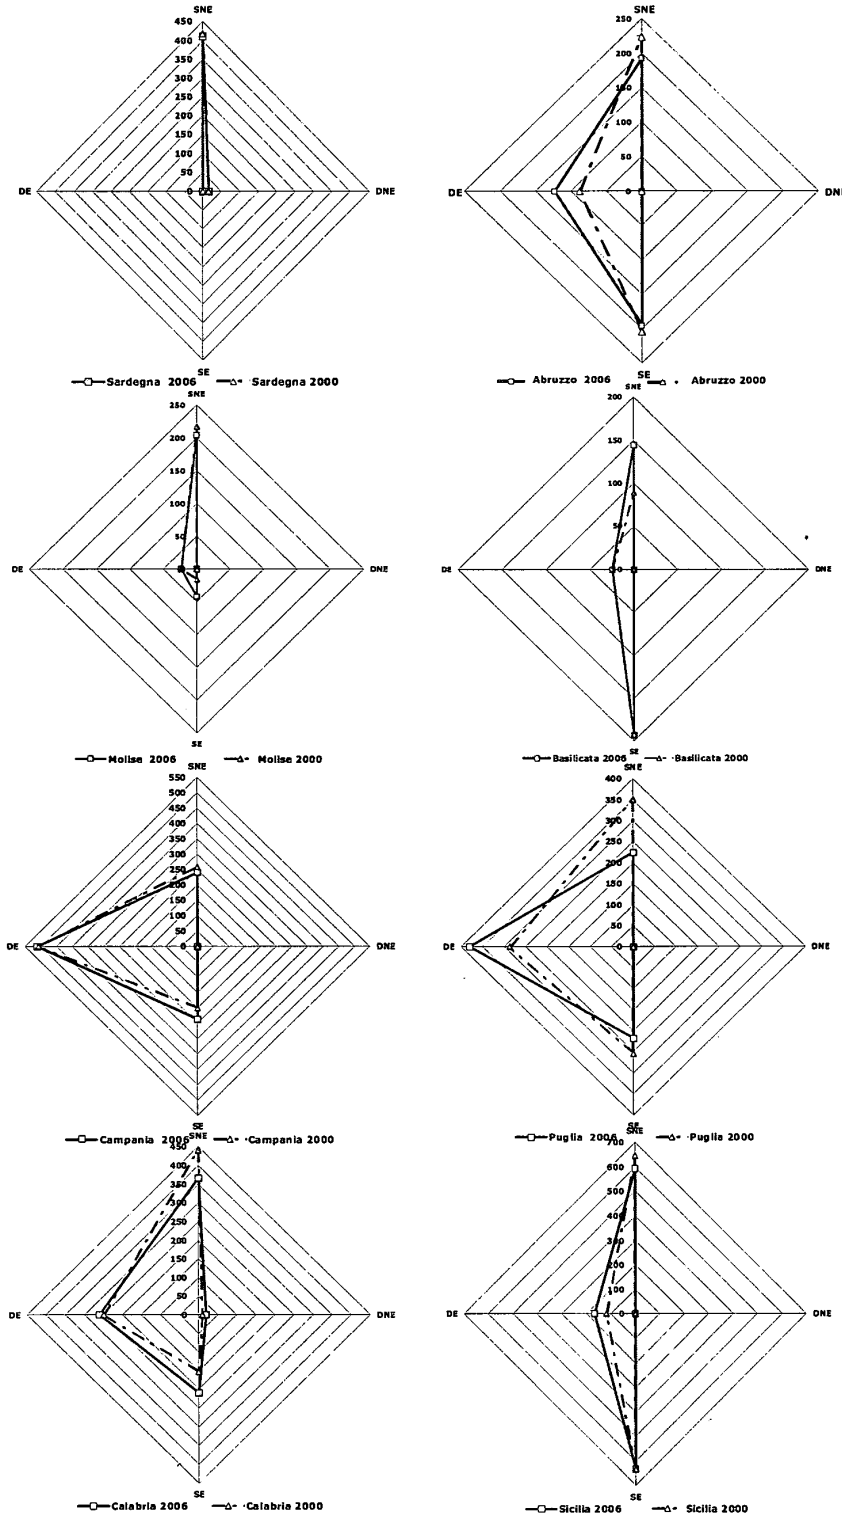 SNE
450
400
350
300
250
200
150
100
50
0
DE
DNE
SE
Sardegna 2006
Sardegna 2000
SNE
250
200
150
100
50
0
DE
DNE
SE
Abruzzo 2006
Abruzzo 2000
SNE
250
200
150
100
50
DE
DNE
SE
Molise 2006
Molise 2000
SNE
200
150
100
50
0
DE
DNE
SE
Basilicata 2006
Basilicata 2000
SNE
550
500
450
400
350
300
250
200
150
100
50
0
DE
DNE
SE
Campania 2006
Campania 2000
SNE
400
350
300
250
200
150
100
50
0
DE
DNE
SE
Puglia 2006
Puglia 2000
SNE
450
400
350
300
250
200
150
100
50
0
DE
DNE
SE
Calabria 2006
Calabria 2000
SNE
700
600
500
400
300
200
100
0
DE
DNE
SE
Sicilia 2006
Sicilia 2000